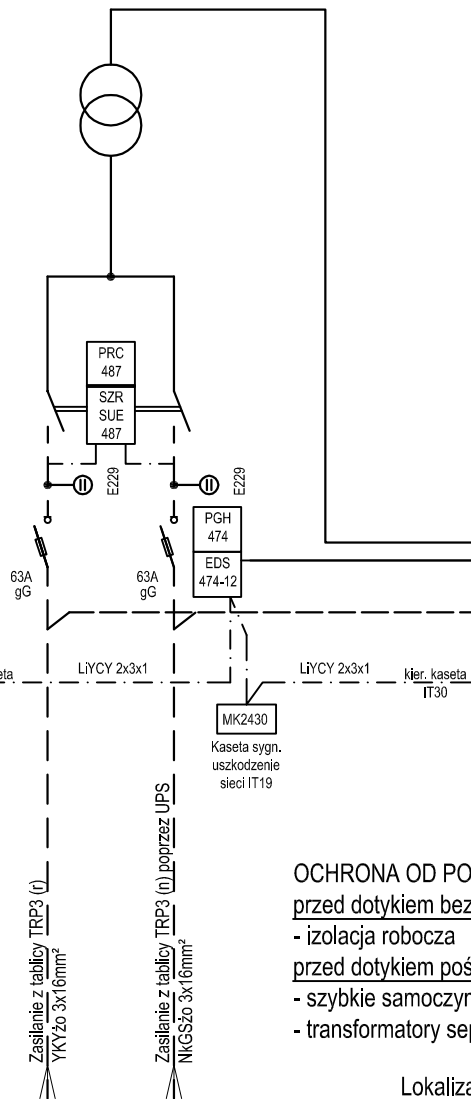 PRC
487
SZR
SUE
487
E229
E229
63A
gG
63A
gG
PGH
474
EDS
474-12
eta
LiYCY 2x3x1
LiYCY 2x3x1
kier. kaseta
IT30
MK2430
Kaseta sygn.
uszkodzenie
sieci IT19
Zasilanie z tablicy TRP3 (r)
YKYżo 3x16mm²
Zasilanie z tablicy TRP3 (n) poprzez UPS
NkGSżo 3x16mm²
OCHRONA OD PO
przed dotykiem bez
- izolacja robocza
przed dotykiem poś
- szybkie samoczyn
- transformatory sep
Lokaliza